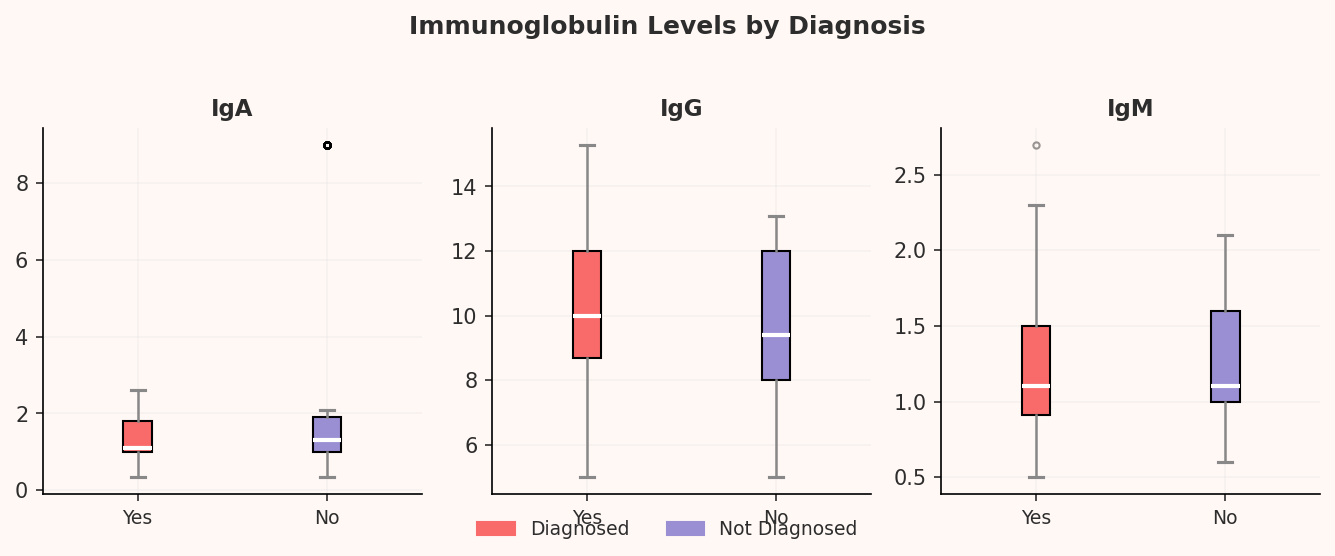 Immunoglobulin Levels by Diagnosis
IgA
8
6
4
2
0
Yes No
IgG
14
12
10
8
6
Yes No
IgM
2.5
2.0
1.5
1.0
0.5
Yes No
Diagnosed Not Diagnosed